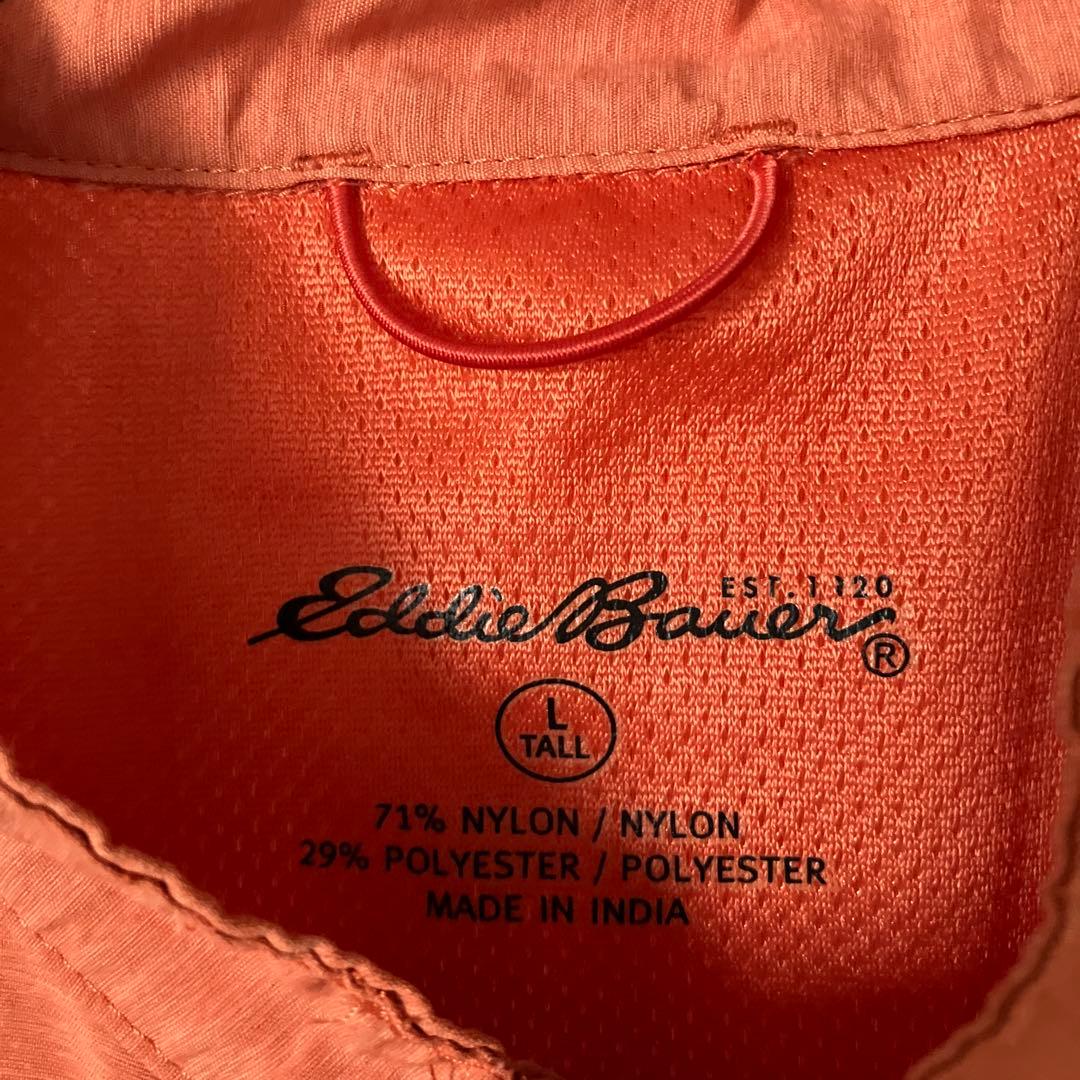 Eddie Bauer ®
EST. 1920
L
TALL
71% NYLON / NYLON
29% POLYESTER / POLYESTER
MADE IN INDIA